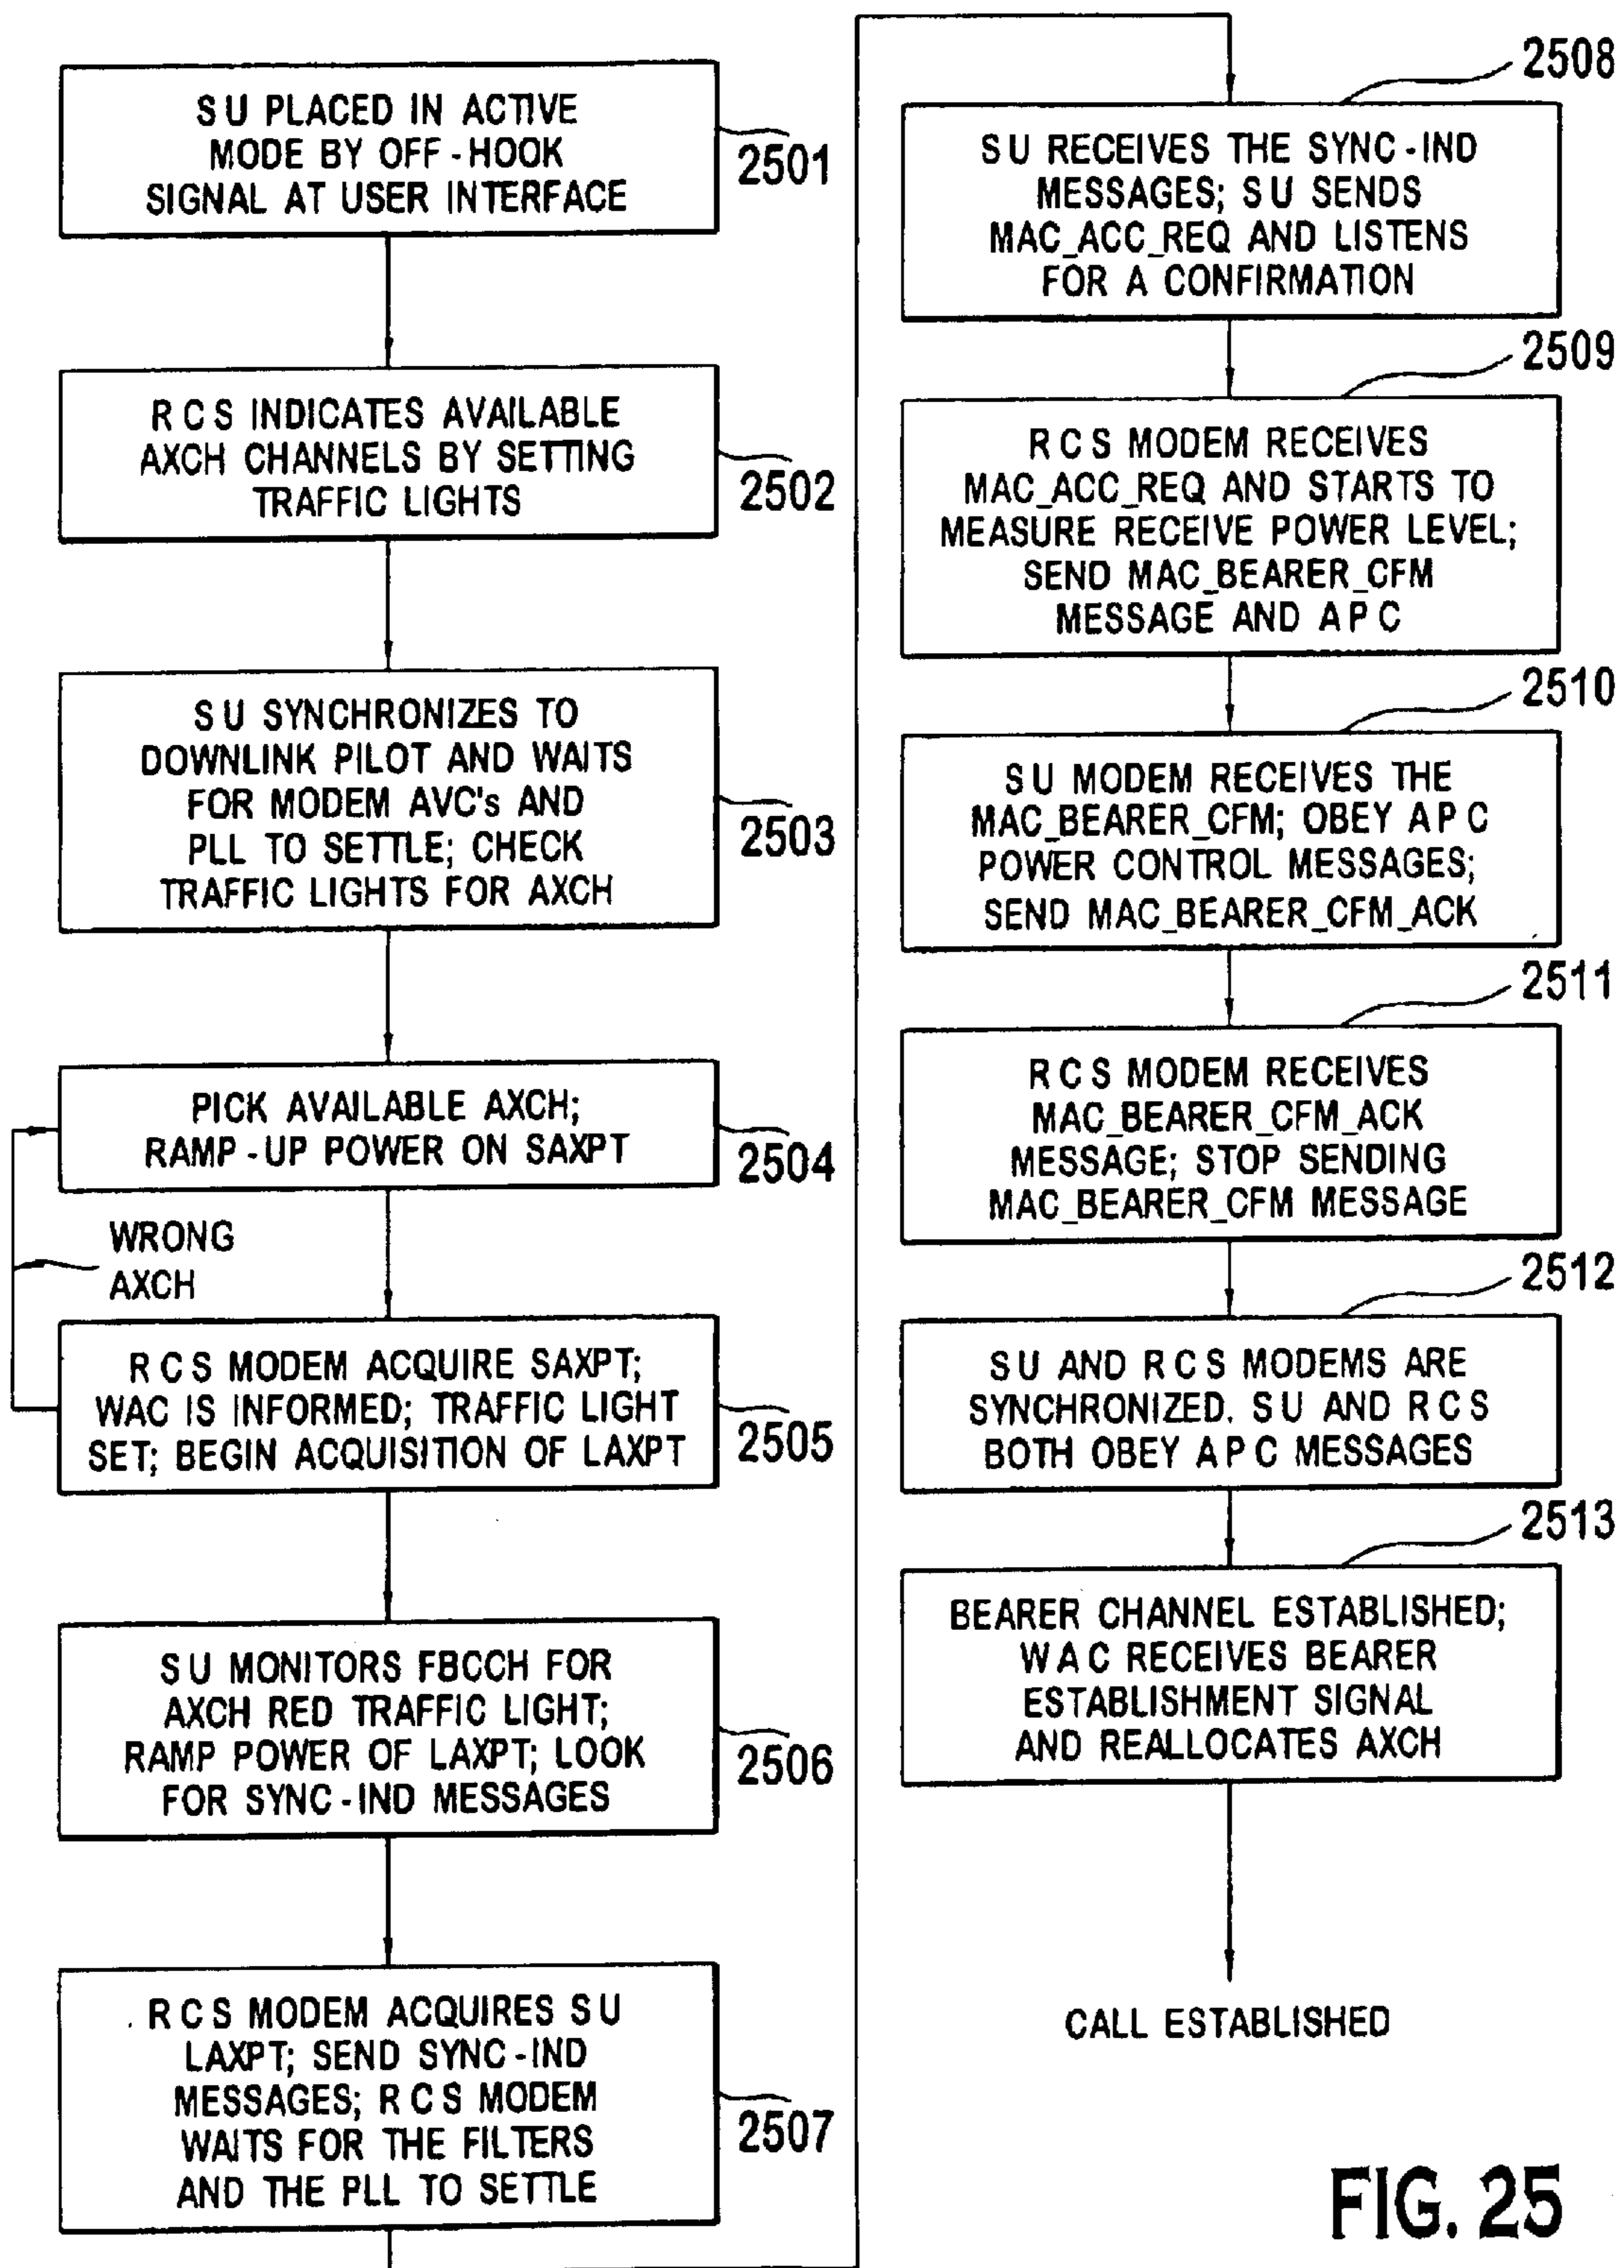 SU PLACED IN ACTIVE
MODE BY OFF-HOOK
SIGNAL AT USER INTERFACE
2501
RCS INDICATES AVAILABLE
AXCH CHANNELS BY SETTING
TRAFFIC LIGHTS
2502
SU SYNCHRONIZES TO
DOWNLINK PILOT AND WAITS
FOR MODEM AVC's AND
PLL TO SETTLE; CHECK
TRAFFIC LIGHTS FOR AXCH
2503
PICK AVAILABLE AXCH;
RAMP-UP POWER ON SAXPT
2504
WRONG
AXCH
RCS MODEM ACQUIRE SAXPT;
WAC IS INFORMED; TRAFFIC LIGHT
SET; BEGIN ACQUISITION OF LAXPT
2505
SU MONITORS FBCCH FOR
AXCH RED TRAFFIC LIGHT;
RAMP POWER OF LAXPT; LOOK
FOR SYNC-IND MESSAGES
2506
RCS MODEM ACQUIRES SU
LAXPT; SEND SYNC-IND
MESSAGES; RCS MODEM
WAITS FOR THE FILTERS
AND THE PLL TO SETTLE
2507
2508
SU RECEIVES THE SYNC-IND
MESSAGES; SU SENDS
MAC_ACC_REQ AND LISTENS
FOR A CONFIRMATION
2509
RCS MODEM RECEIVES
MAC_ACC_REQ AND STARTS TO
MEASURE RECEIVE POWER LEVEL;
SEND MAC_BEARER_CFM
MESSAGE AND APC
2510
SU MODEM RECEIVES THE
MAC_BEARER_CFM; OBEY APC
POWER CONTROL MESSAGES;
SEND MAC_BEARER_CFM_ACK
2511
RCS MODEM RECEIVES
MAC_BEARER_CFM_ACK
MESSAGE; STOP SENDING
MAC_BEARER_CFM MESSAGE
2512
SU AND RCS MODEMS ARE
SYNCHRONIZED. SU AND RCS
BOTH OBEY APC MESSAGES
2513
BEARER CHANNEL ESTABLISHED;
WAC RECEIVES BEARER
ESTABLISHMENT SIGNAL
AND REALLOCATES AXCH
CALL ESTABLISHED
FIG. 25